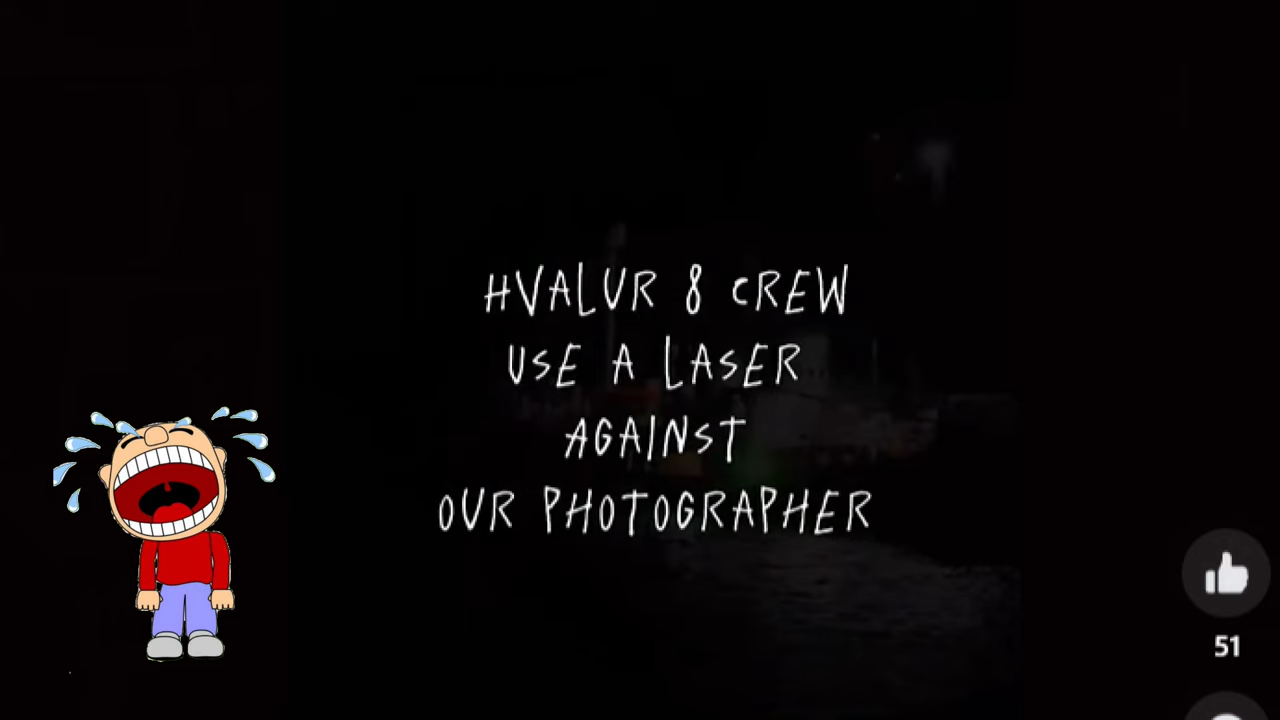 HVALUR 8 CREW
USE A LASER
AGAINST
OUR PHOTOGRAPHER
51